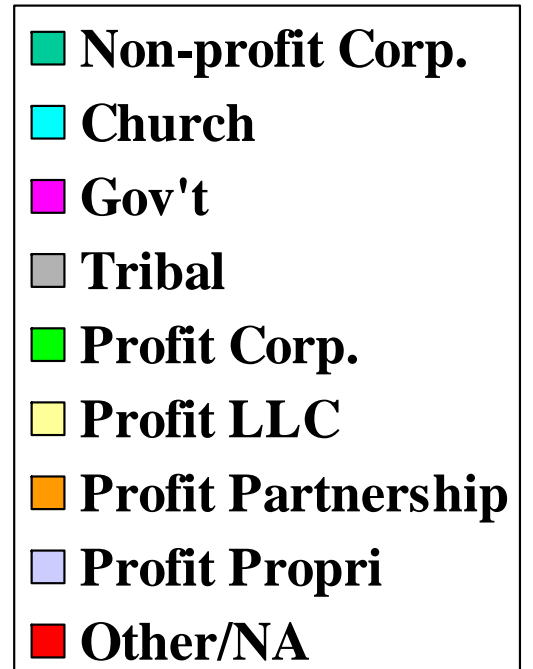 Non-profit Corp.
Church
Gov't
Tribal
Profit Corp.
Profit LLC
Profit Partnership
Profit Propri
Other/NA